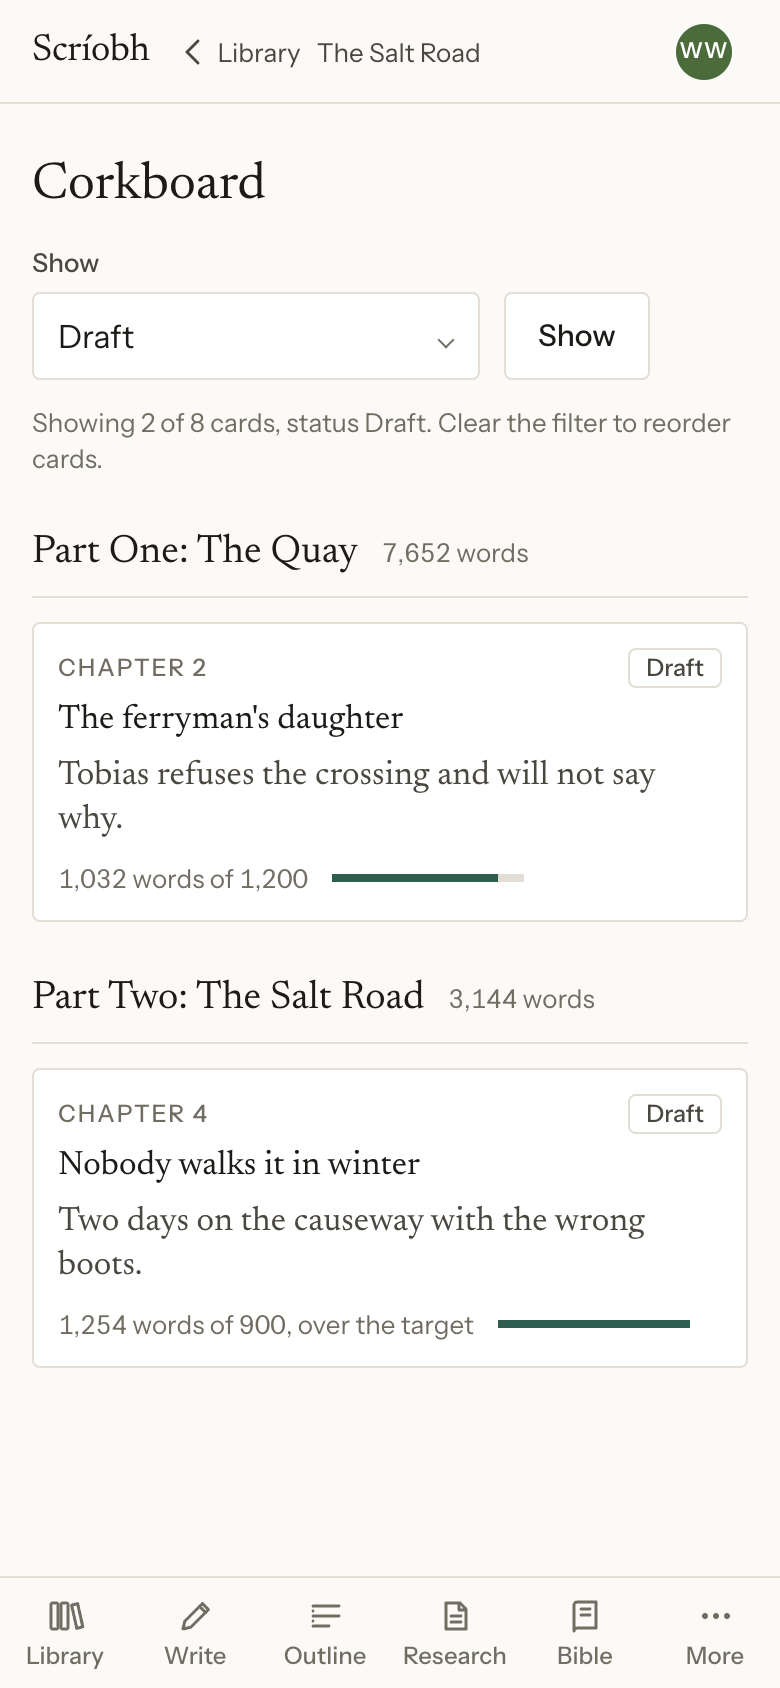 Scríobh
Library The Salt Road
WW
Corkboard
Show
Draft
Show
Showing 2 of 8 cards, status Draft. Clear the filter to reorder
cards.
Part One: The Quay 7,652 words
CHAPTER 2
Draft
The ferryman's daughter
Tobias refuses the crossing and will not say
why.
1,032 words of 1,200
Part Two: The Salt Road 3,144 words
CHAPTER 4
Draft
Nobody walks it in winter
Two days on the causeway with the wrong
boots.
1,254 words of 900, over the target
Library
Write
Outline
Research
Bible
More